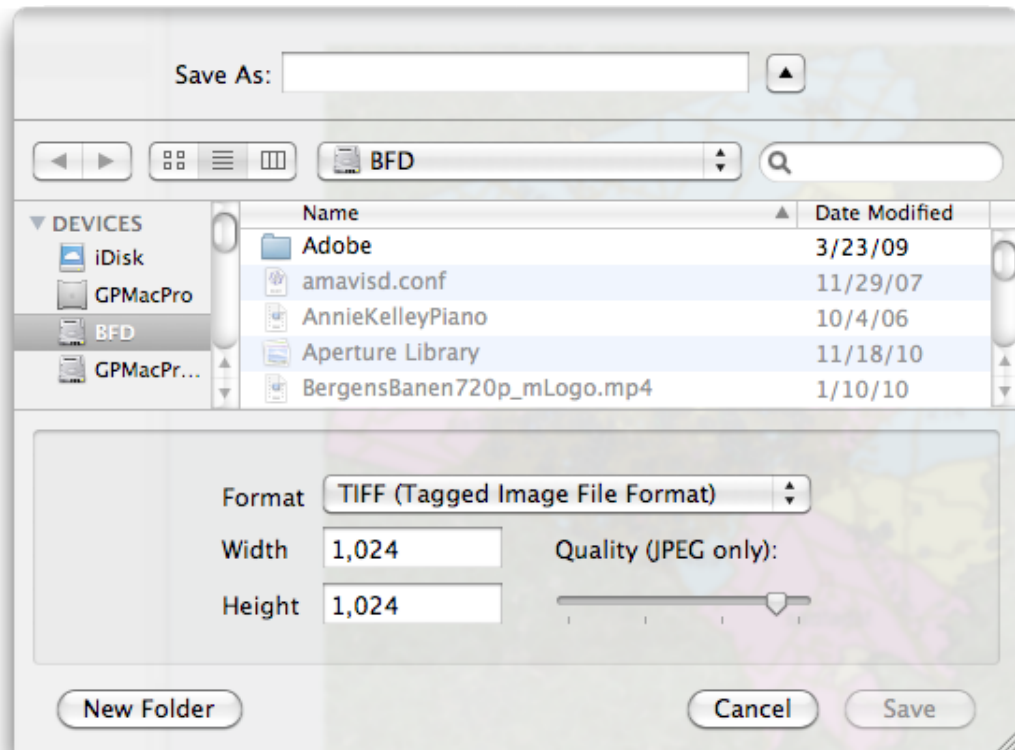 Save As:
BFD
DEVICES
iDisk
GPMacPro
BFD
GPMacPr...
Name Date Modified
Adobe 3/23/09
amavisd.conf 11/29/07
AnnieKelleyPiano 10/4/06
Aperture Library 11/18/10
BergensBanen720p_mLogo.mp4 1/10/10
Format TIFF (Tagged Image File Format)
Width 1,024 Quality (JPEG only):
Height 1,024
New Folder Cancel Save